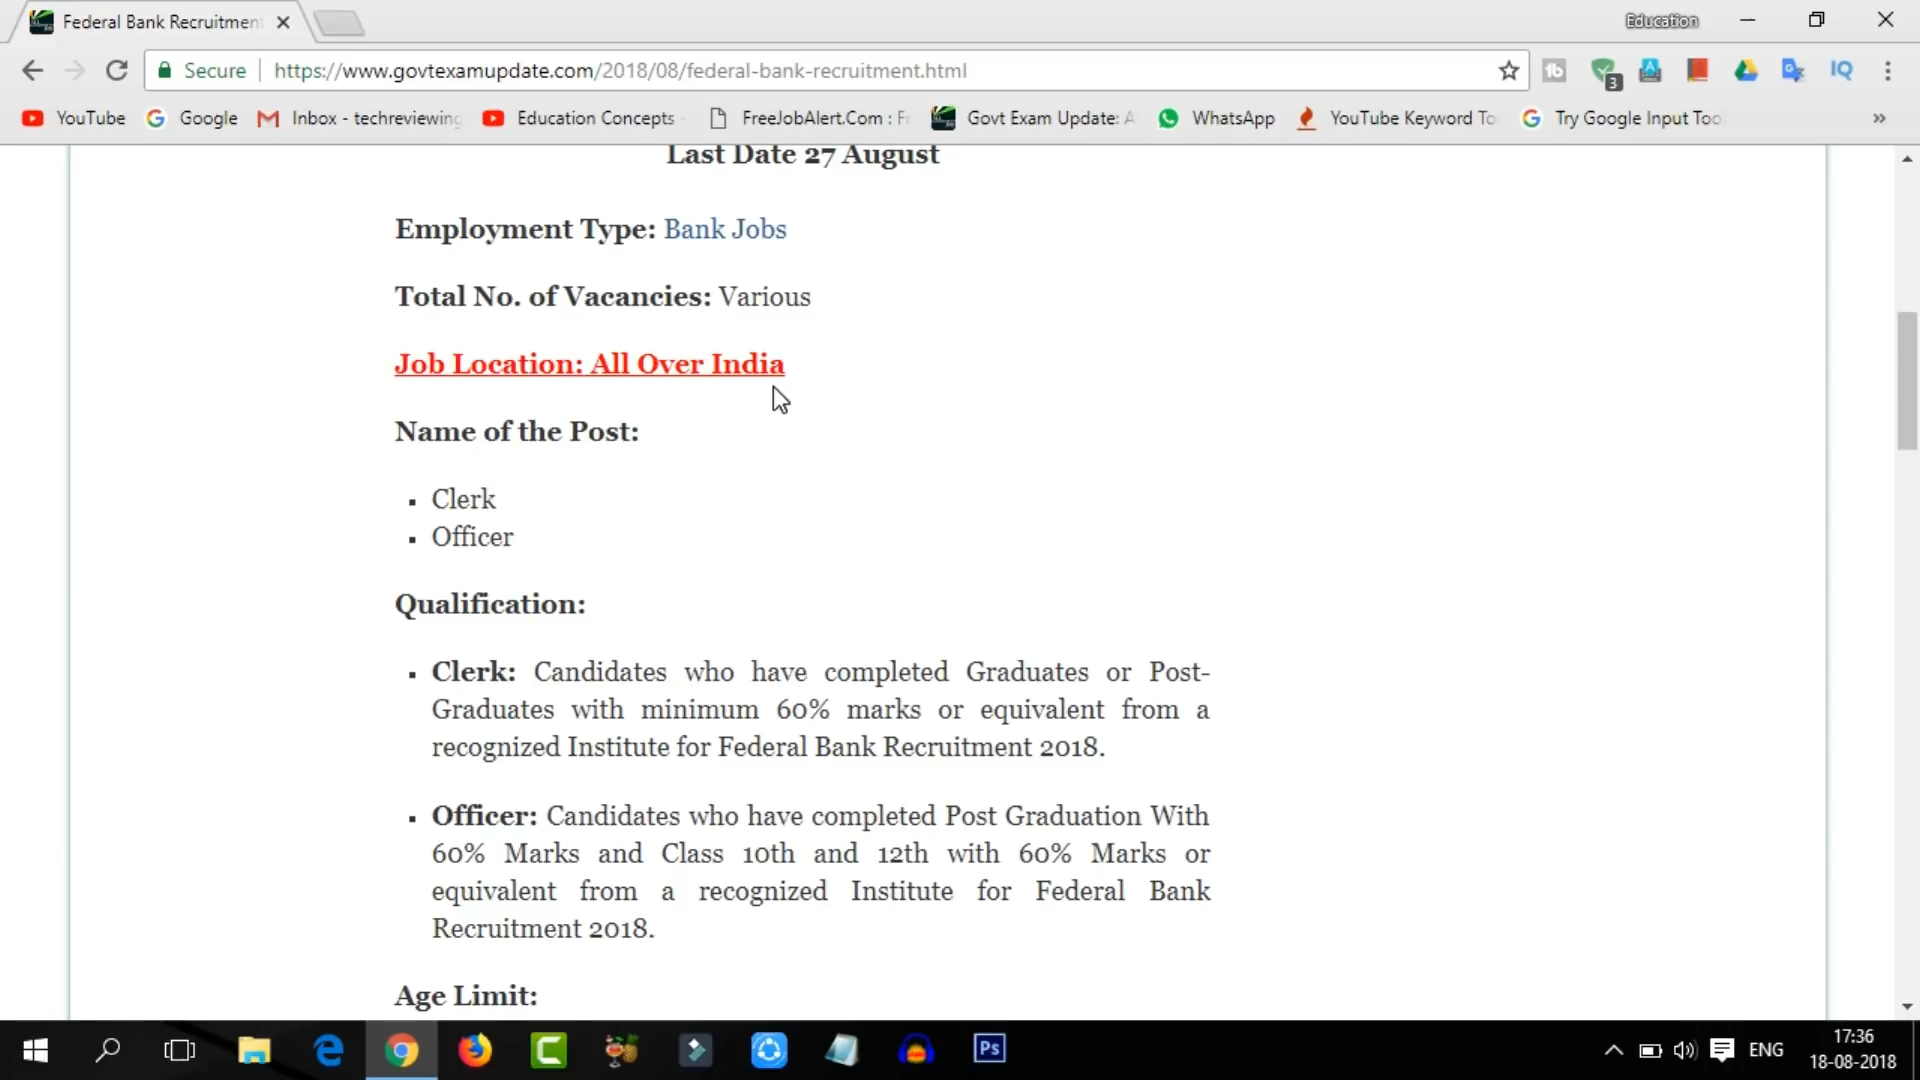 Federal Bank Recruitmen
Education
Secure
https://www.govtexamupdate.com/2018/08/federal-bank-recruitment.html
3
IQ
YouTube
Google
Inbox - techreviewing
Education Concepts
FreeJobAlert.Com : F
Govt Exam Update: A
WhatsApp
YouTube Keyword To
Try Google Input Too
»
Last Date 27 August
Employment Type: Bank Jobs
Total No. of Vacancies: Various
Job Location: All Over India
Name of the Post:
▪ Clerk
▪ Officer
Qualification:
▪ Clerk: Candidates who have completed Graduates or Post-
Graduates with minimum 60% marks or equivalent from a
recognized Institute for Federal Bank Recruitment 2018.
▪ Officer: Candidates who have completed Post Graduation With
60% Marks and Class 10th and 12th with 60% Marks or
equivalent from a recognized Institute for Federal Bank
Recruitment 2018.
Age Limit:
Ps
ENG
17:36
18-08-2018